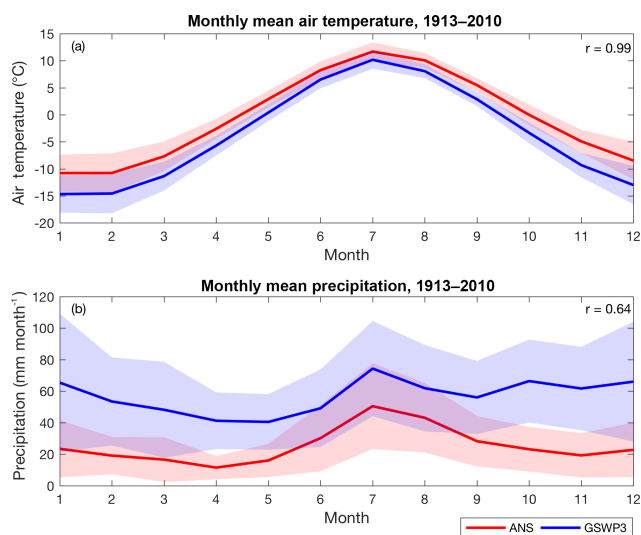 Monthly mean air temperature, 1913–2010
(a)
r = 0.99
Air temperature (°C)
15
10
5
0
-5
-10
-15
-20
1 2 3 4 5 6 7 8 9 10 11 12
Month
Monthly mean precipitation, 1913–2010
(b)
r = 0.64
Precipitation (mm month⁻¹)
120
100
80
60
40
20
0
1 2 3 4 5 6 7 8 9 10 11 12
Month
ANS GSWP3